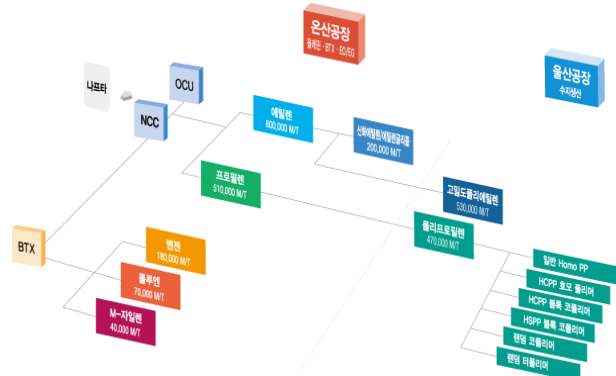 온산공장
올레핀 · BTX · EO/EG
울산공장
수지생산
나프타
OCU
NCC
에틸렌
800,000 M/T
산화에틸렌/에틸렌글리콜
200,000 M/T
프로필렌
510,000 M/T
고밀도폴리에틸렌
530,000 M/T
폴리프로필렌
470,000 M/T
BTX
벤젠
180,000 M/T
톨루엔
70,000 M/T
M-자일렌
40,000 M/T
일반 Homo PP
HCPP 호모 폴리머
HCPP 블록 코폴리머
HSPP 블록 코폴리머
랜덤 코폴리머
랜덤 터폴리머